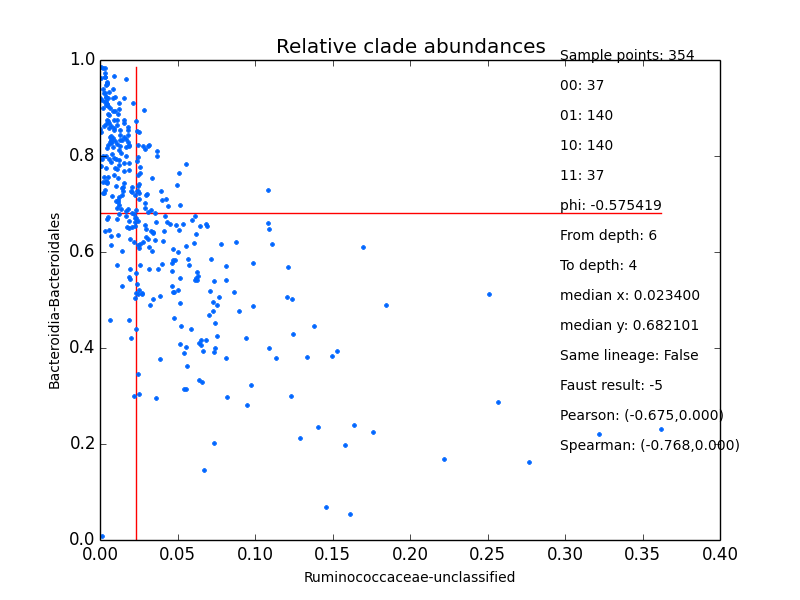 Relative clade abundances
Sample points: 354
00: 37
01: 140
10: 140
11: 37
phi: -0.575419
From depth: 6
To depth: 4
median x: 0.023400
median y: 0.682101
Same lineage: False
Faust result: -5
Pearson: (-0.675,0.000)
Spearman: (-0.768,0.000)
Bacteroidia-Bacteroidales
1.0
0.8
0.6
0.4
0.2
0.0
0.00 0.05 0.10 0.15 0.20 0.25 0.30 0.35 0.40
Ruminococcaceae-unclassified